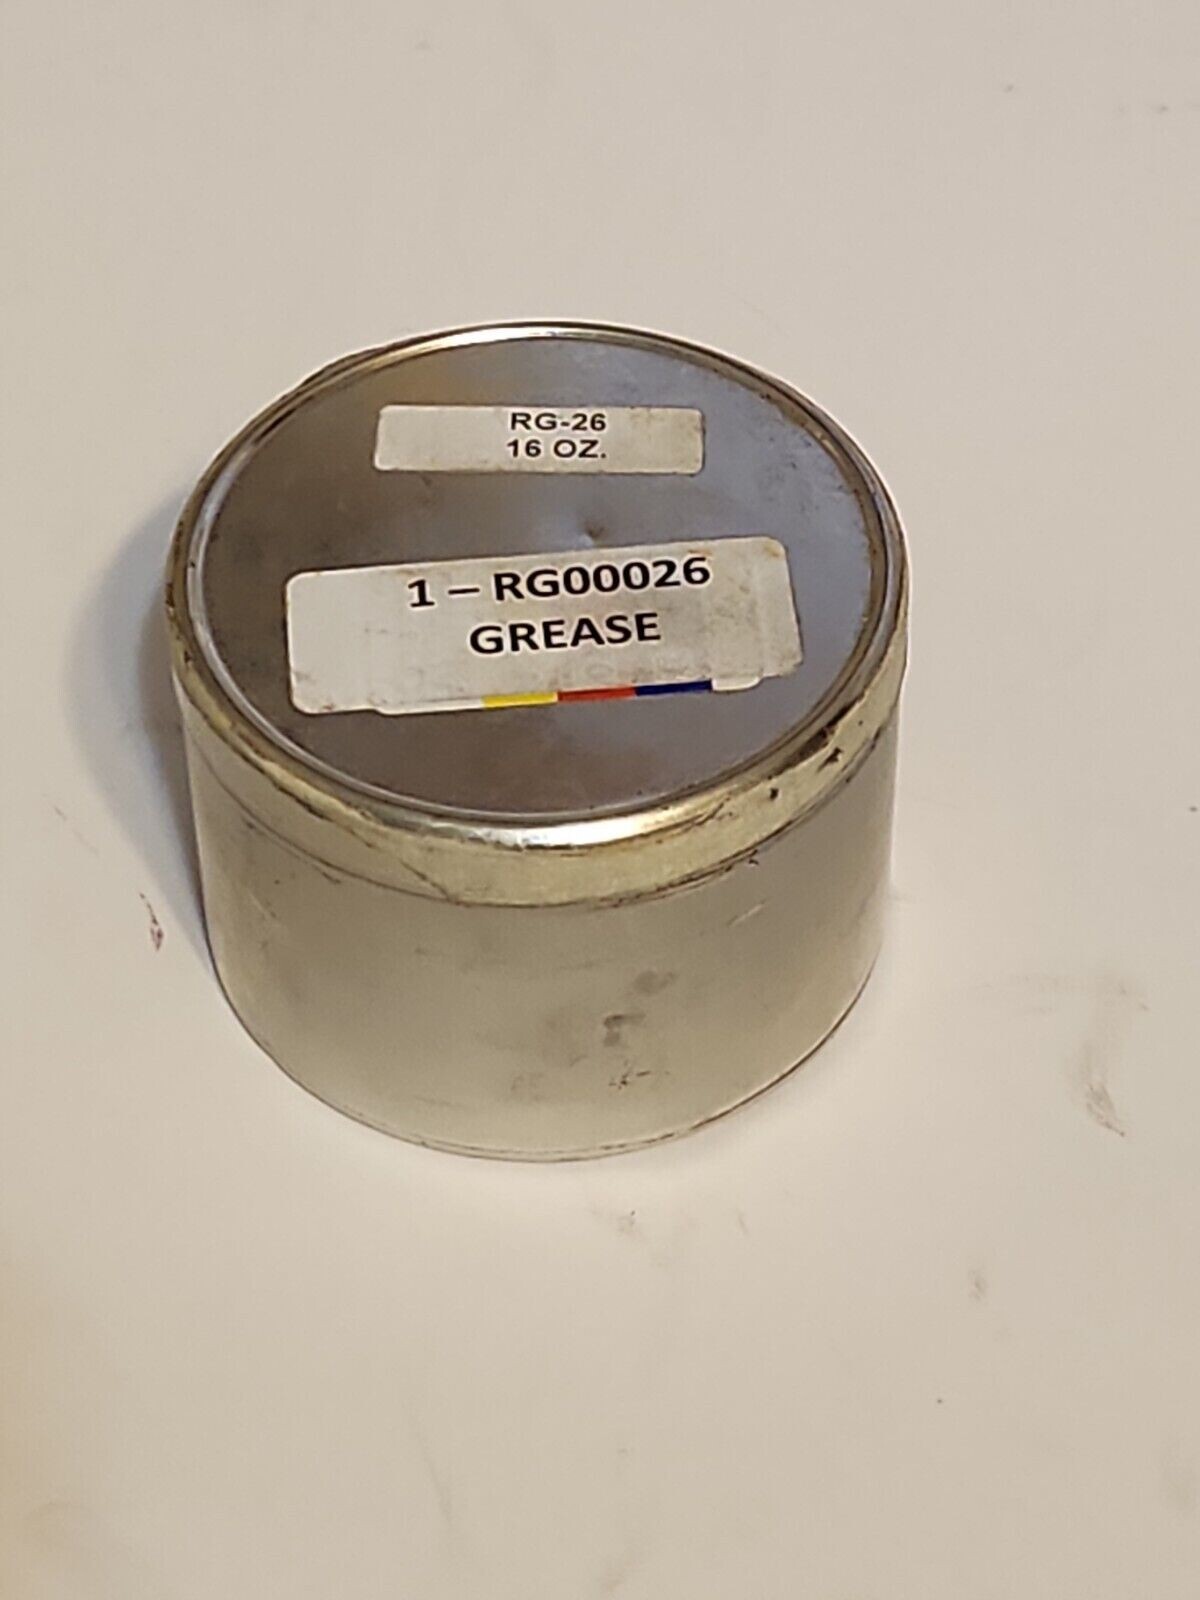 RG-26
16 OZ.
1 – RG00026
GREASE